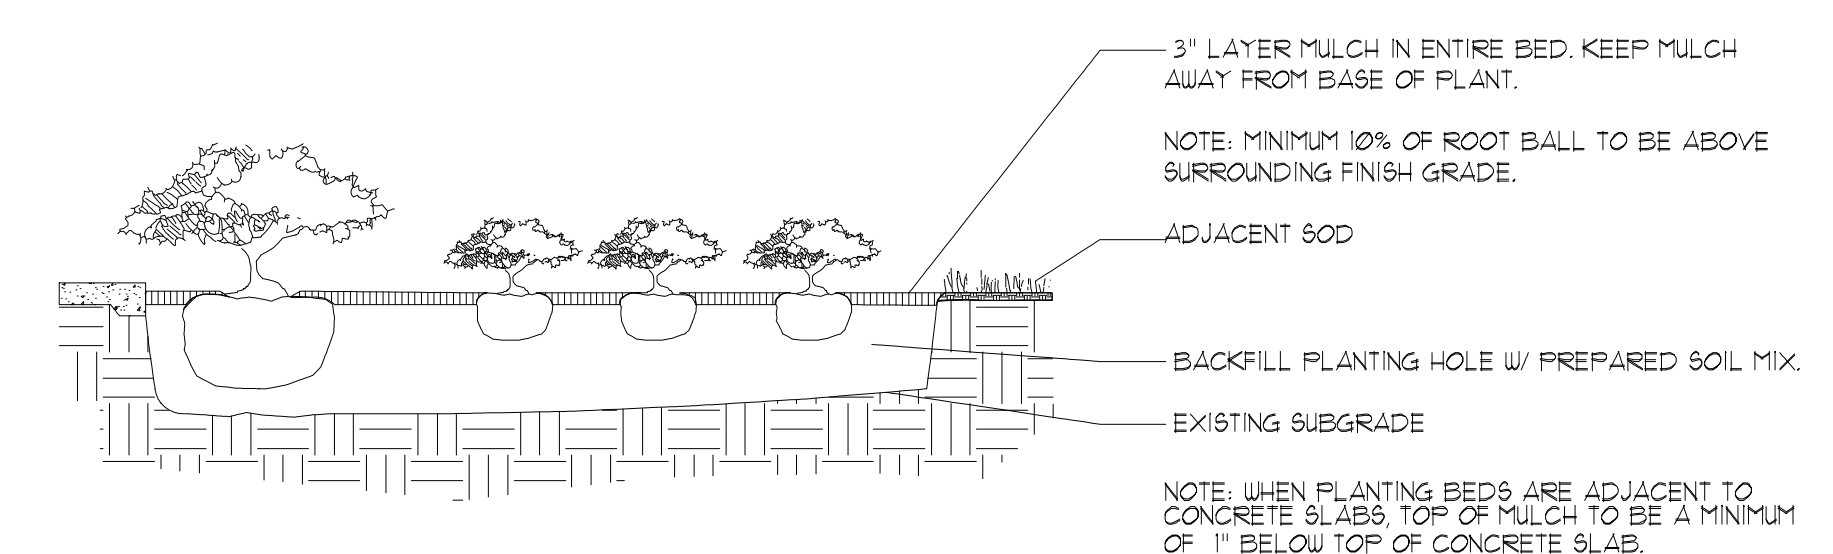 3" LAYER MULCH IN ENTIRE BED. KEEP MULCH
AWAY FROM BASE OF PLANT.
NOTE: MINIMUM 10% OF ROOT BALL TO BE ABOVE
SURROUNDING FINISH GRADE.
ADJACENT SOD
BACKFILL PLANTING HOLE W/ PREPARED SOIL MIX.
EXISTING SUBGRADE
NOTE: WHEN PLANTING BEDS ARE ADJACENT TO
CONCRETE SLABS, TOP OF MULCH TO BE A MINIMUM
OF 1" BELOW TOP OF CONCRETE SLAB.